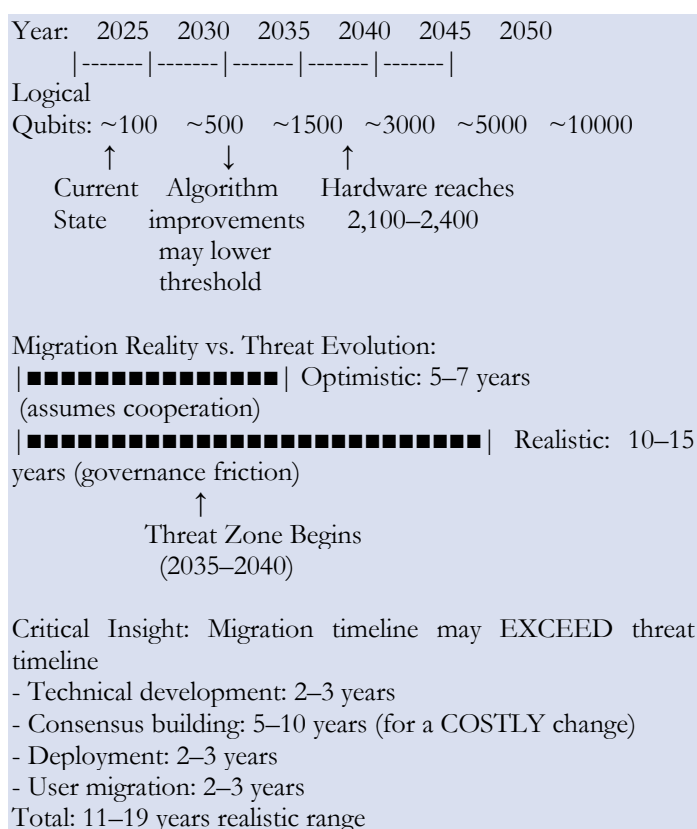 Year: 2025 2030 2035 2040 2045 2050
|-------|-------|-------|-------|-------|
Logical
Qubits: ~100 ~500 ~1500 ~3000 ~5000 ~10000
↑ ↓ ↑
Current Algorithm Hardware reaches
State improvements 2,100–2,400
may lower
threshold
Migration Reality vs. Threat Evolution:
|■■■■■■■■■■■■■■■| Optimistic: 5–7 years
(assumes cooperation)
|■■■■■■■■■■■■■■■■■■■■■■■■■■■| Realistic: 10–15
years (governance friction)
↑
Threat Zone Begins
(2035–2040)
Critical Insight: Migration timeline may EXCEED threat
timeline
- Technical development: 2–3 years
- Consensus building: 5–10 years (for a COSTLY change)
- Deployment: 2–3 years
- User migration: 2–3 years
Total: 11–19 years realistic range